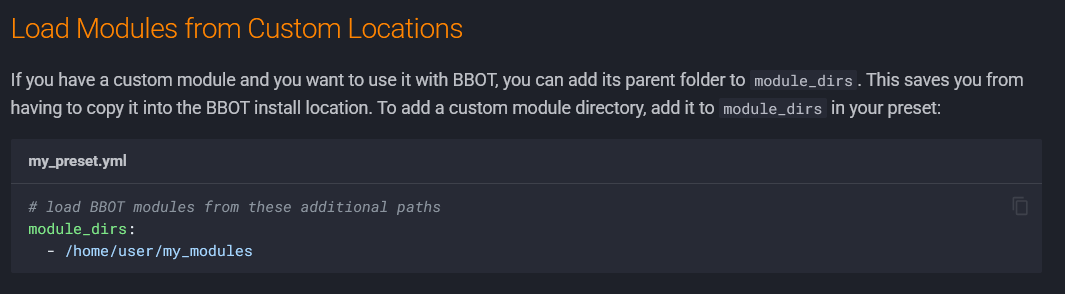 Load Modules from Custom Locations
If you have a custom module and you want to use it with BBOT, you can add its parent folder to module_dirs. This saves you from
having to copy it into the BBOT install location. To add a custom module directory, add it to module_dirs in your preset:
my_preset.yml
# load BBOT modules from these additional paths
module_dirs:
  - /home/user/my_modules